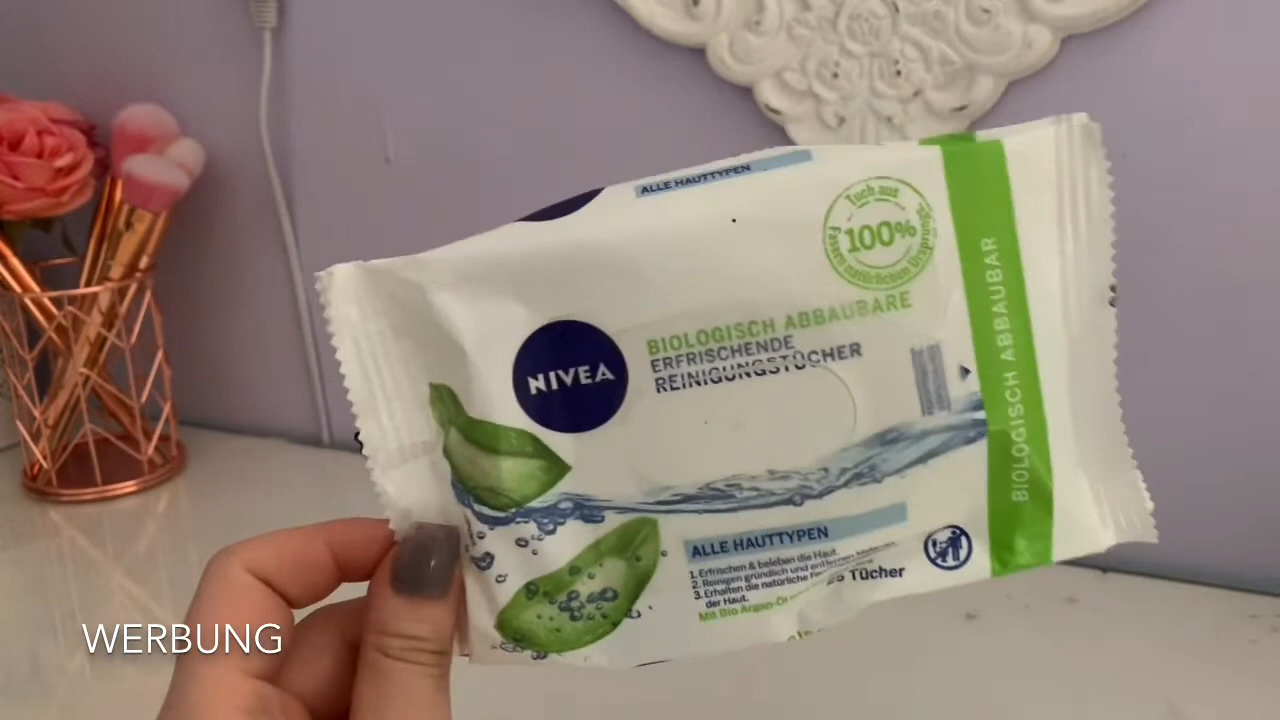 ALLE HAUTTYPEN
Tuch aus
100%
Fasern natürlichen Ursprungs
NIVEA
BIOLOGISCH ABBAUBARE
ERFRISCHENDE
REINIGUNGSTÜCHER
BIOLOGISCH ABBAUBAR
ALLE HAUTTYPEN
1. Erfrischen & beleben die Haut.
2. Reinigen gründlich und entfernen
3. Erhalten die natürliche
der Haut.
Mit Bio Argan-Öl
25 Tücher
WERBUNG